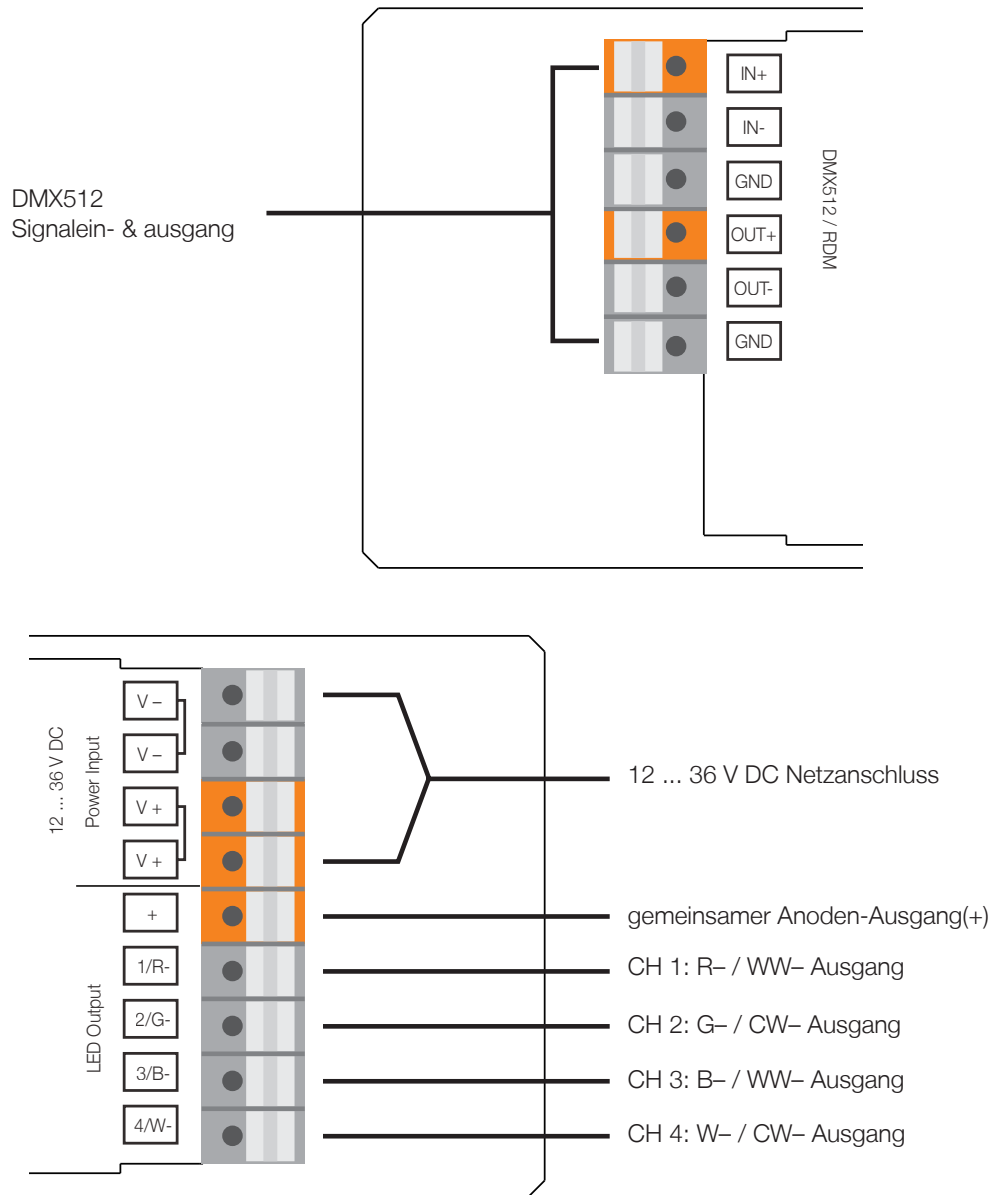 DMX512
Signalein- & ausgang
IN+
IN-
GND
OUT+
OUT-
GND
DMX512 / RDM
12 ... 36 V DC
Power Input
V –
V –
V +
V +
LED Output
+
1/R-
2/G-
3/B-
4/W-
12 ... 36 V DC Netzanschluss
gemeinsamer Anoden-Ausgang(+)
CH 1: R– / WW– Ausgang
CH 2: G– / CW– Ausgang
CH 3: B– / WW– Ausgang
CH 4: W– / CW– Ausgang